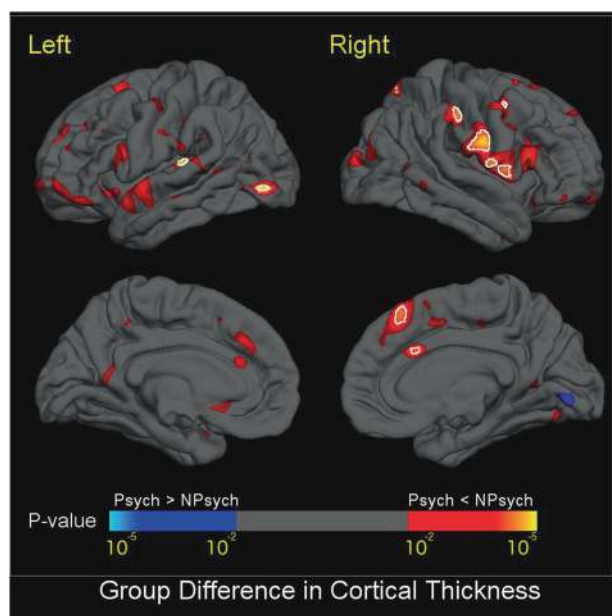 Left Right
Psych > NPsych Psych < NPsych
P-value
10⁻⁵ 10⁻² 10⁻² 10⁻⁵
Group Difference in Cortical Thickness